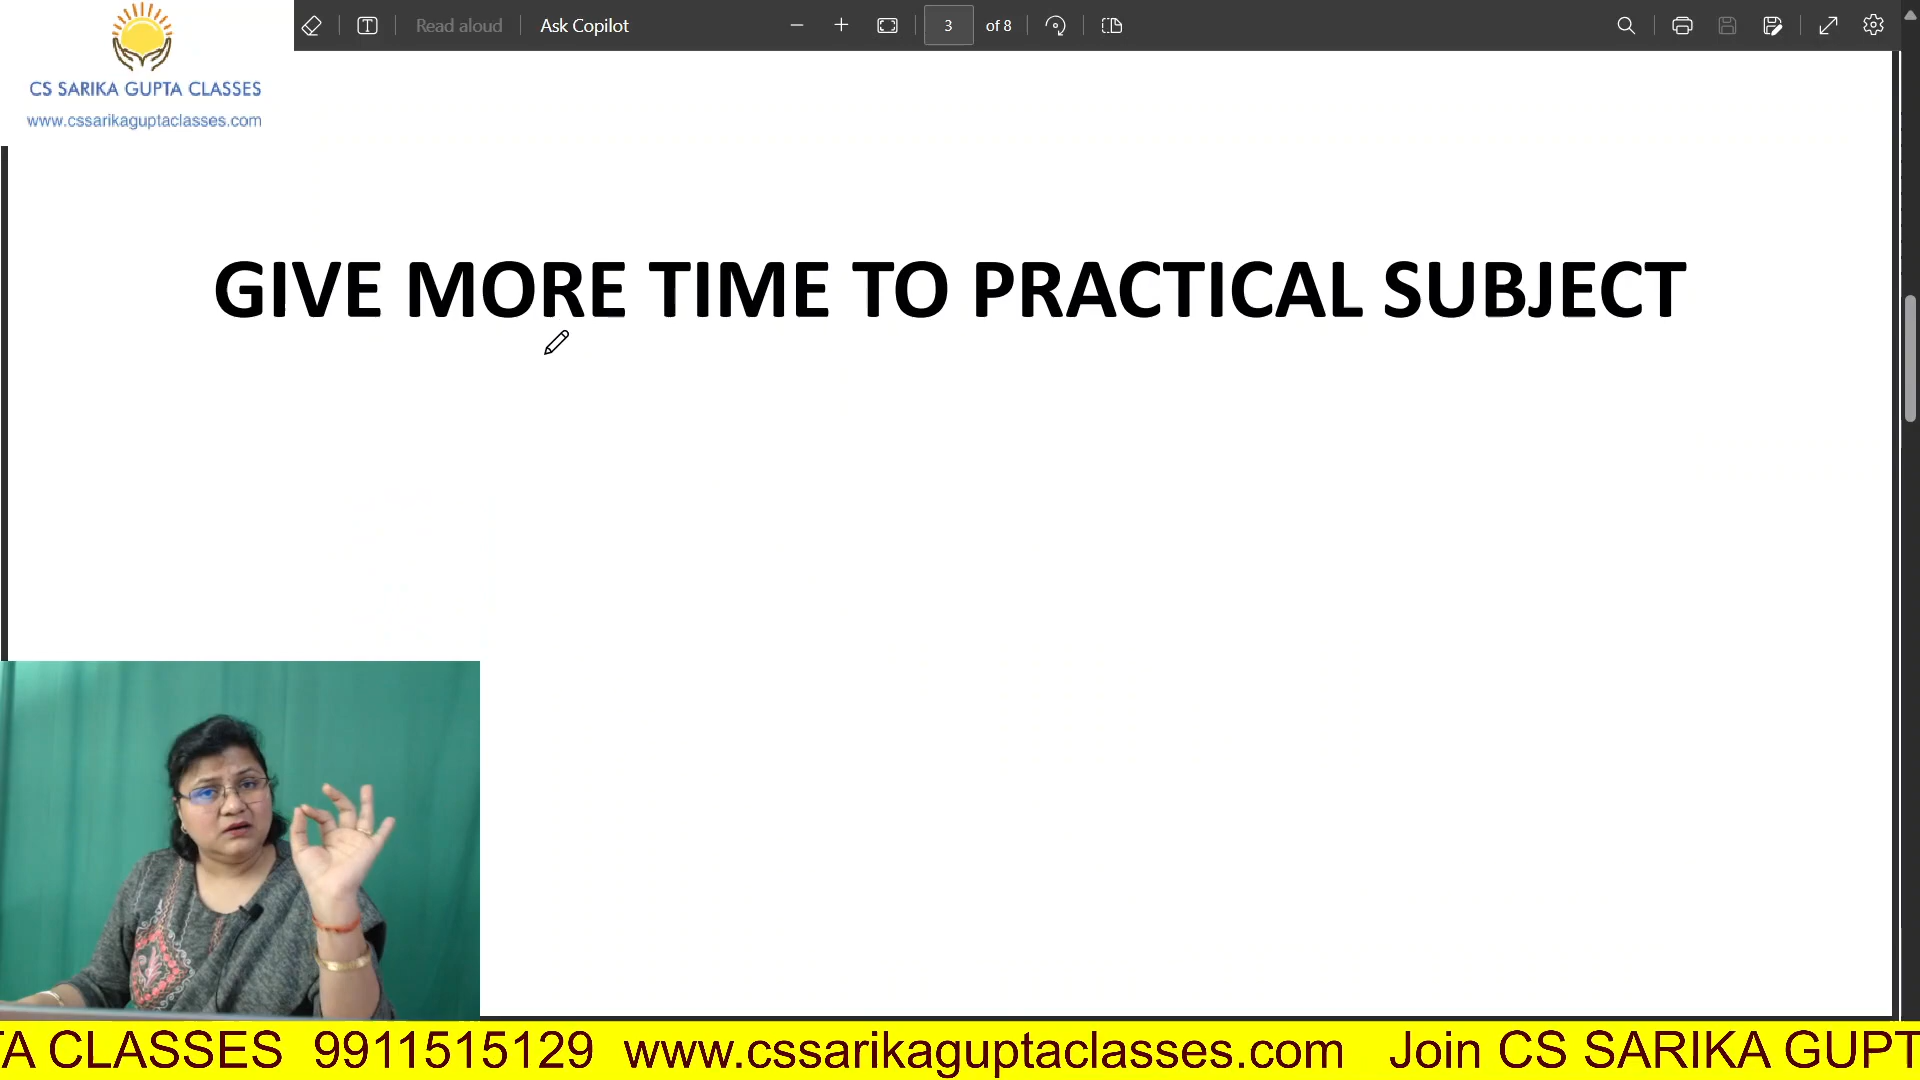 Read aloud
Ask Copilot
3 of 8
CS SARIKA GUPTA CLASSES
www.cssarikaguptaclasses.com
GIVE MORE TIME TO PRACTICAL SUBJECT
TA CLASSES 9911515129 www.cssarikaguptaclasses.com Join CS SARIKA GUPT